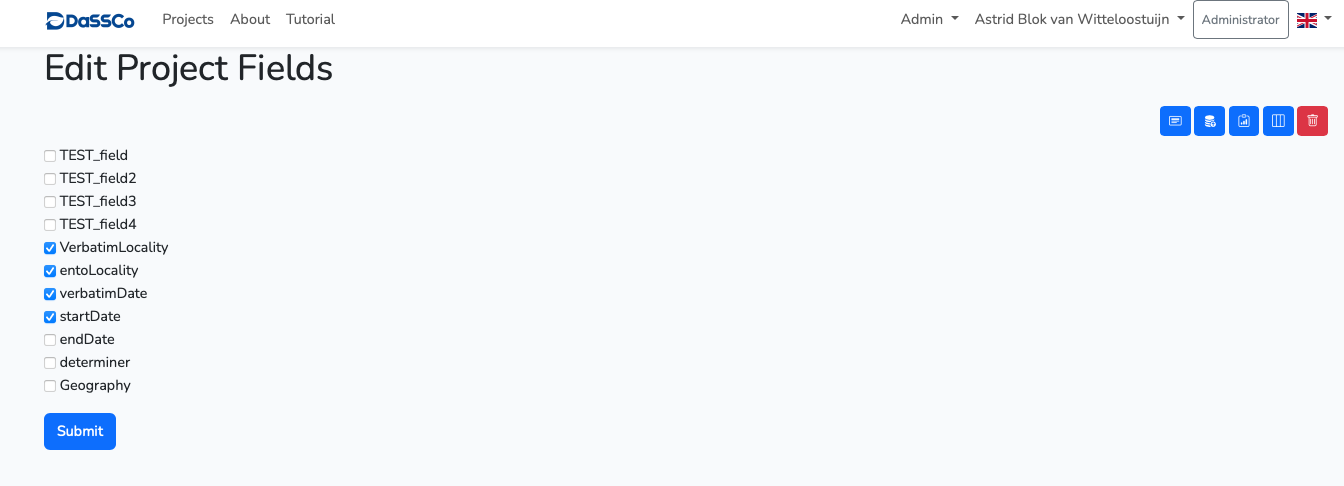 DaSSCo Projects About Tutorial Admin Astrid Blok van Witteloostuijn Administrator
Edit Project Fields
TEST_field
TEST_field2
TEST_field3
TEST_field4
VerbatimLocality
entoLocality
verbatimDate
startDate
endDate
determiner
Geography
Submit